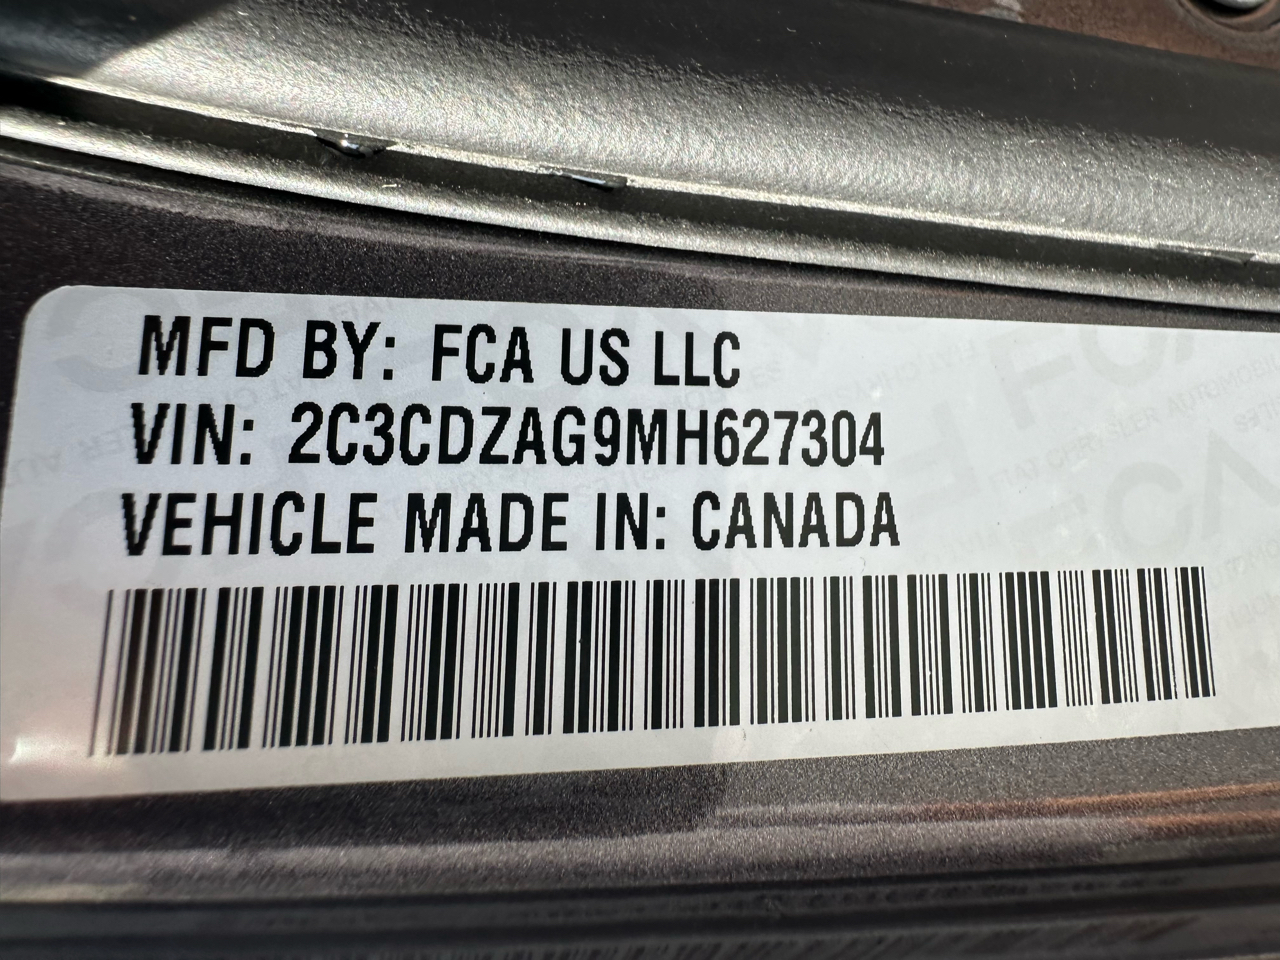 MFD BY: FCA US LLC
VIN: 2C3CDZAG9MH627304
VEHICLE MADE IN: CANADA